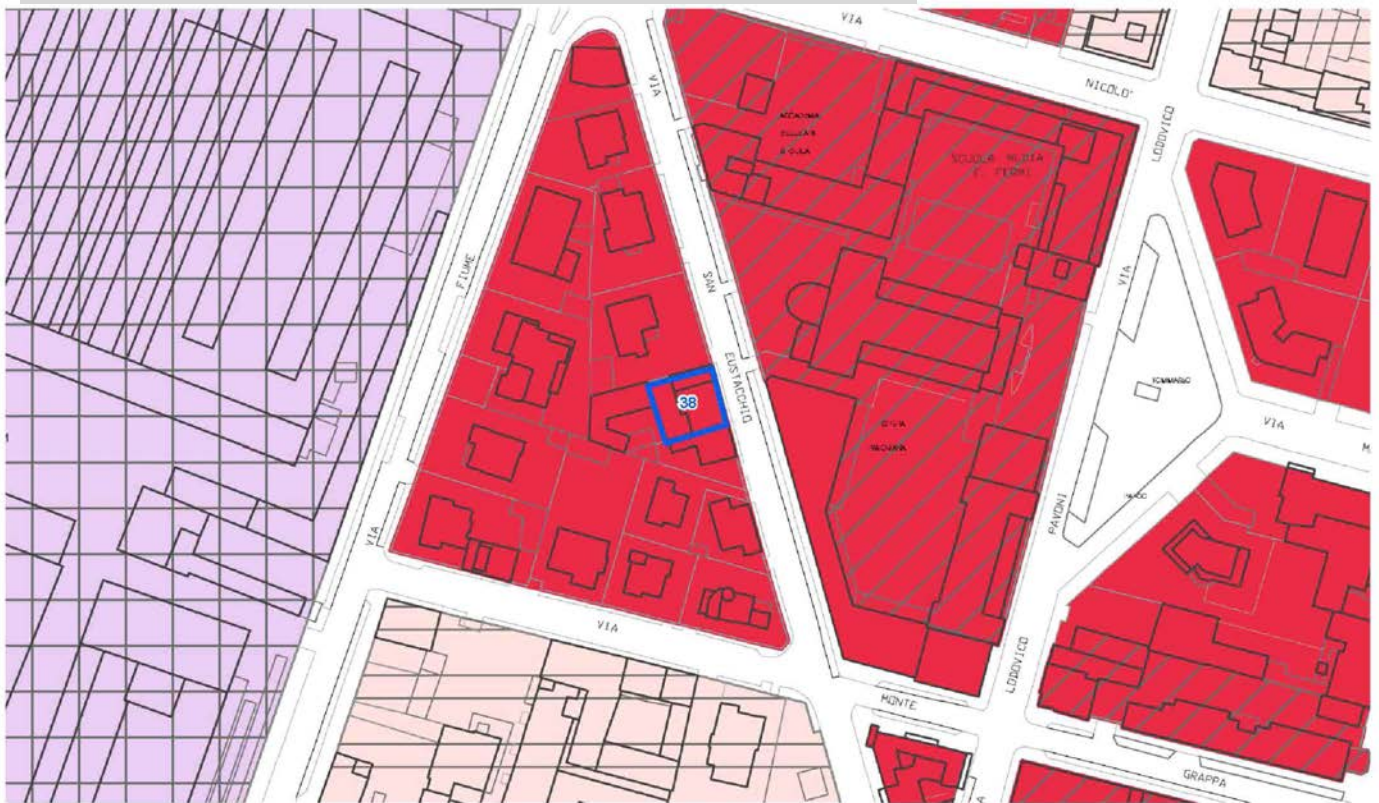 VIA
NICOLO'
VIA
LODOVICO
SCUOLA MEDIA
E. FERMI
FIUME
SAN
VIA
EUSTACCHIO
38
VIA
M
PAVONI
VIA
VIA
LODOVICO
MONTE
GRAPPA
A